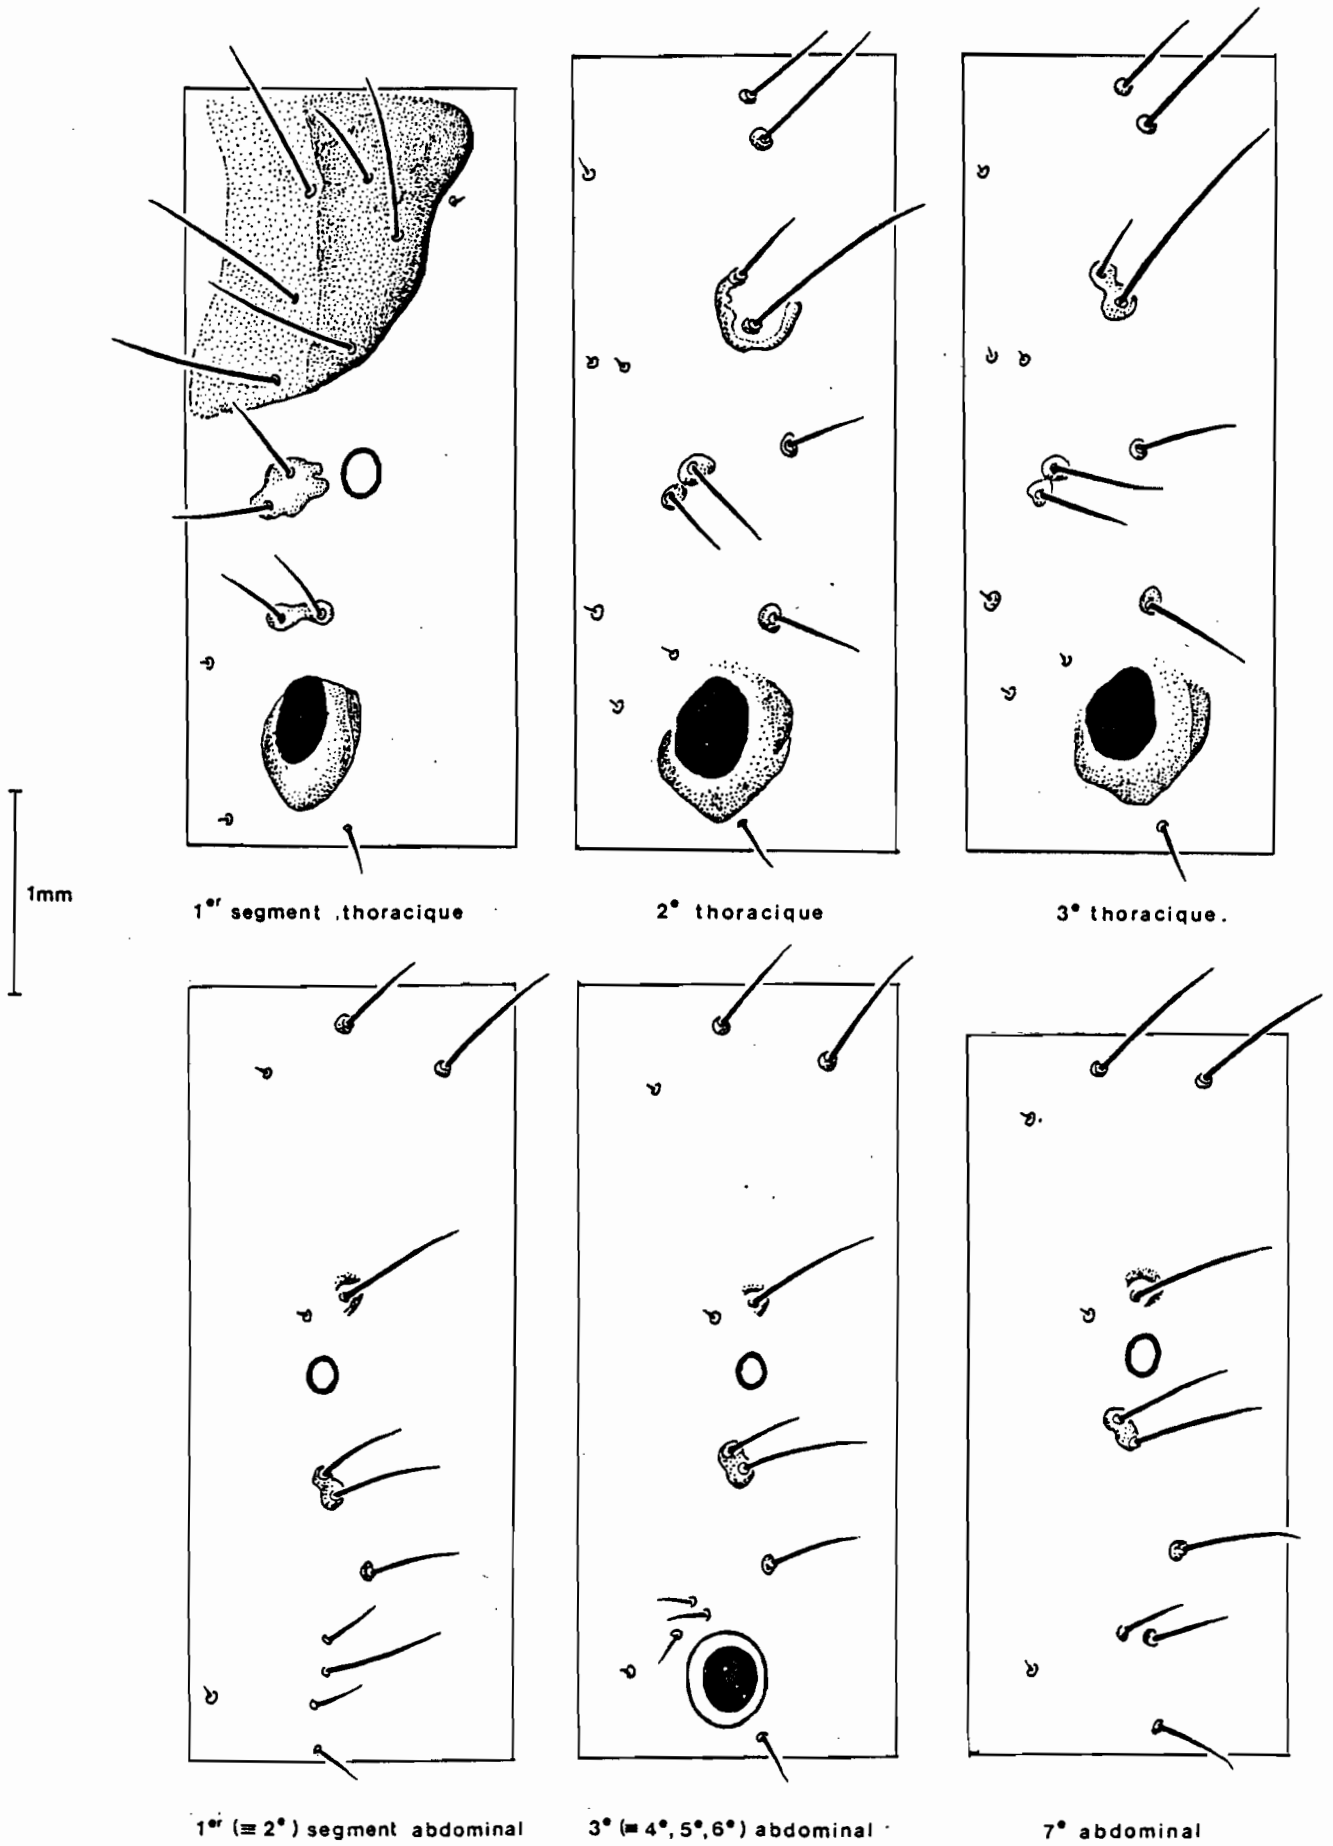 1mm
1er segment .thoracique
2e thoracique
3e thoracique.
1er (≡ 2e) segment abdominal
3e (≡ 4e, 5e, 6e) abdominal
7e abdominal